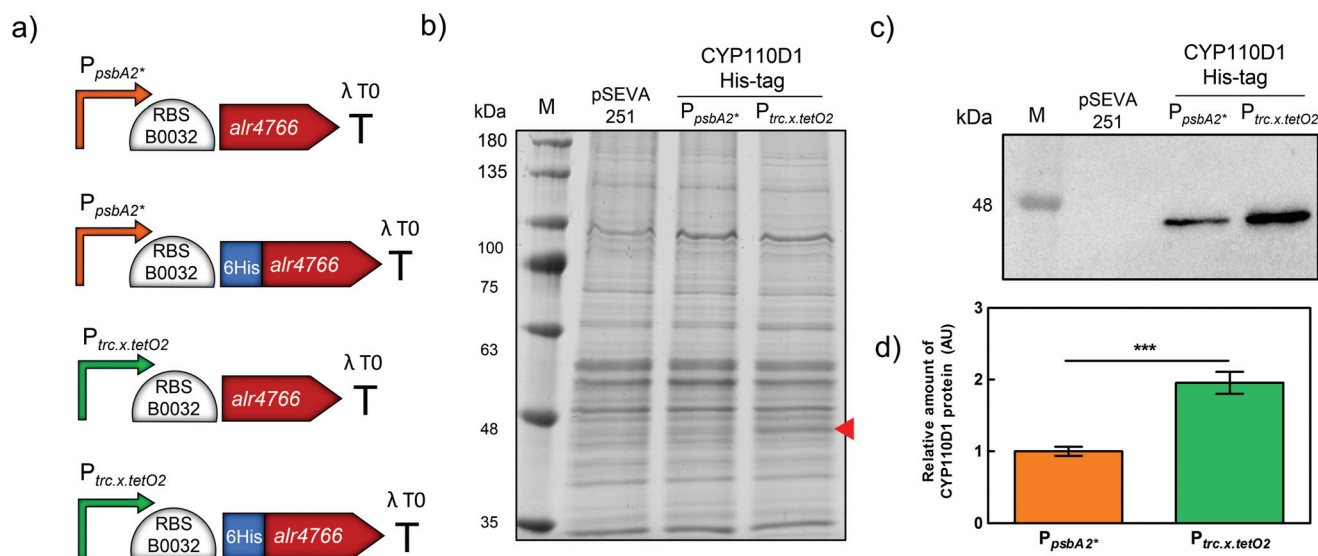 a)
P psbA2*
RBS
B0032
alr4766
λ T0
T
P psbA2*
RBS
B0032
6His
alr4766
λ T0
T
P trc.x.tetO2
RBS
B0032
alr4766
λ T0
T
P trc.x.tetO2
RBS
B0032
6His
alr4766
λ T0
T
b)
CYP110D1
His-tag
kDa M pSEVA
251
P psbA2* P trc.x.tetO2
180
135
100
75
63
48
35
c)
CYP110D1
His-tag
kDa M pSEVA
251
P psbA2* P trc.x.tetO2
48
d)
Relative amount of
CYP110D1 protein (AU)
3
2
1
0
***
P psbA2* P trc.x.tetO2